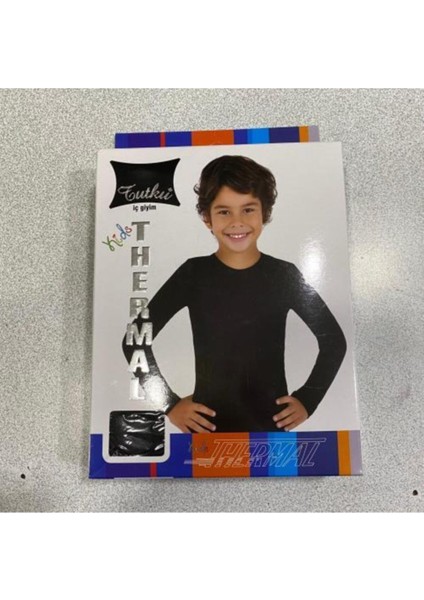 Tutku
iç giyim
Kids
THERMAL
THERMAL